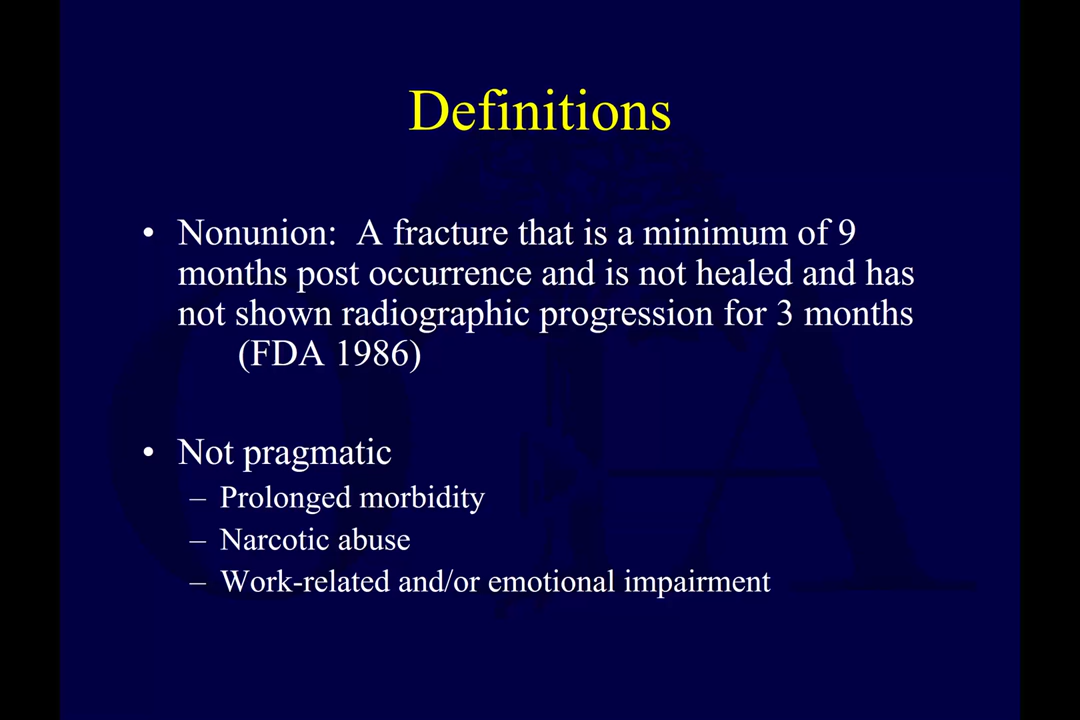 Definitions
• Nonunion: A fracture that is a minimum of 9
months post occurrence and is not healed and has
not shown radiographic progression for 3 months
(FDA 1986)
• Not pragmatic
– Prolonged morbidity
– Narcotic abuse
– Work-related and/or emotional impairment
OTA